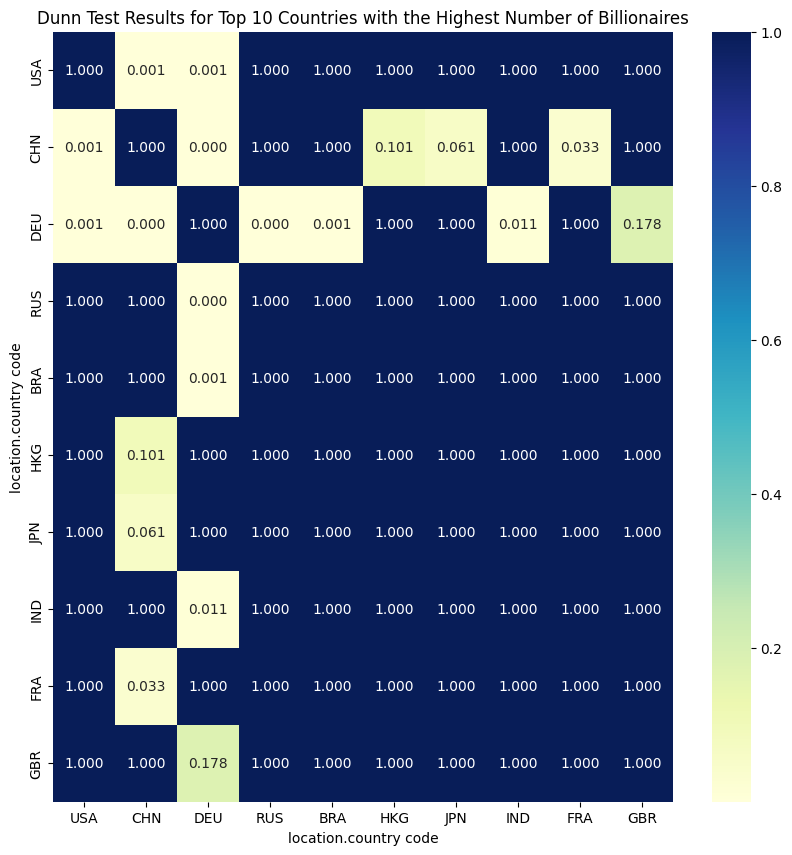 Dunn Test Results for Top 10 Countries with the Highest Number of Billionaires
USA 1.000 0.001 0.001 1.000 1.000 1.000 1.000 1.000 1.000 1.000
CHN 0.001 1.000 0.000 1.000 1.000 0.101 0.061 1.000 0.033 1.000
DEU 0.001 0.000 1.000 0.000 0.001 1.000 1.000 0.011 1.000 0.178
RUS 1.000 1.000 0.000 1.000 1.000 1.000 1.000 1.000 1.000 1.000
BRA 1.000 1.000 0.001 1.000 1.000 1.000 1.000 1.000 1.000 1.000
HKG 1.000 0.101 1.000 1.000 1.000 1.000 1.000 1.000 1.000 1.000
JPN 1.000 0.061 1.000 1.000 1.000 1.000 1.000 1.000 1.000 1.000
IND 1.000 1.000 0.011 1.000 1.000 1.000 1.000 1.000 1.000 1.000
FRA 1.000 0.033 1.000 1.000 1.000 1.000 1.000 1.000 1.000 1.000
GBR 1.000 1.000 0.178 1.000 1.000 1.000 1.000 1.000 1.000 1.000
USA CHN DEU RUS BRA HKG JPN IND FRA GBR
location.country code
location.country code
1.0
0.8
0.6
0.4
0.2